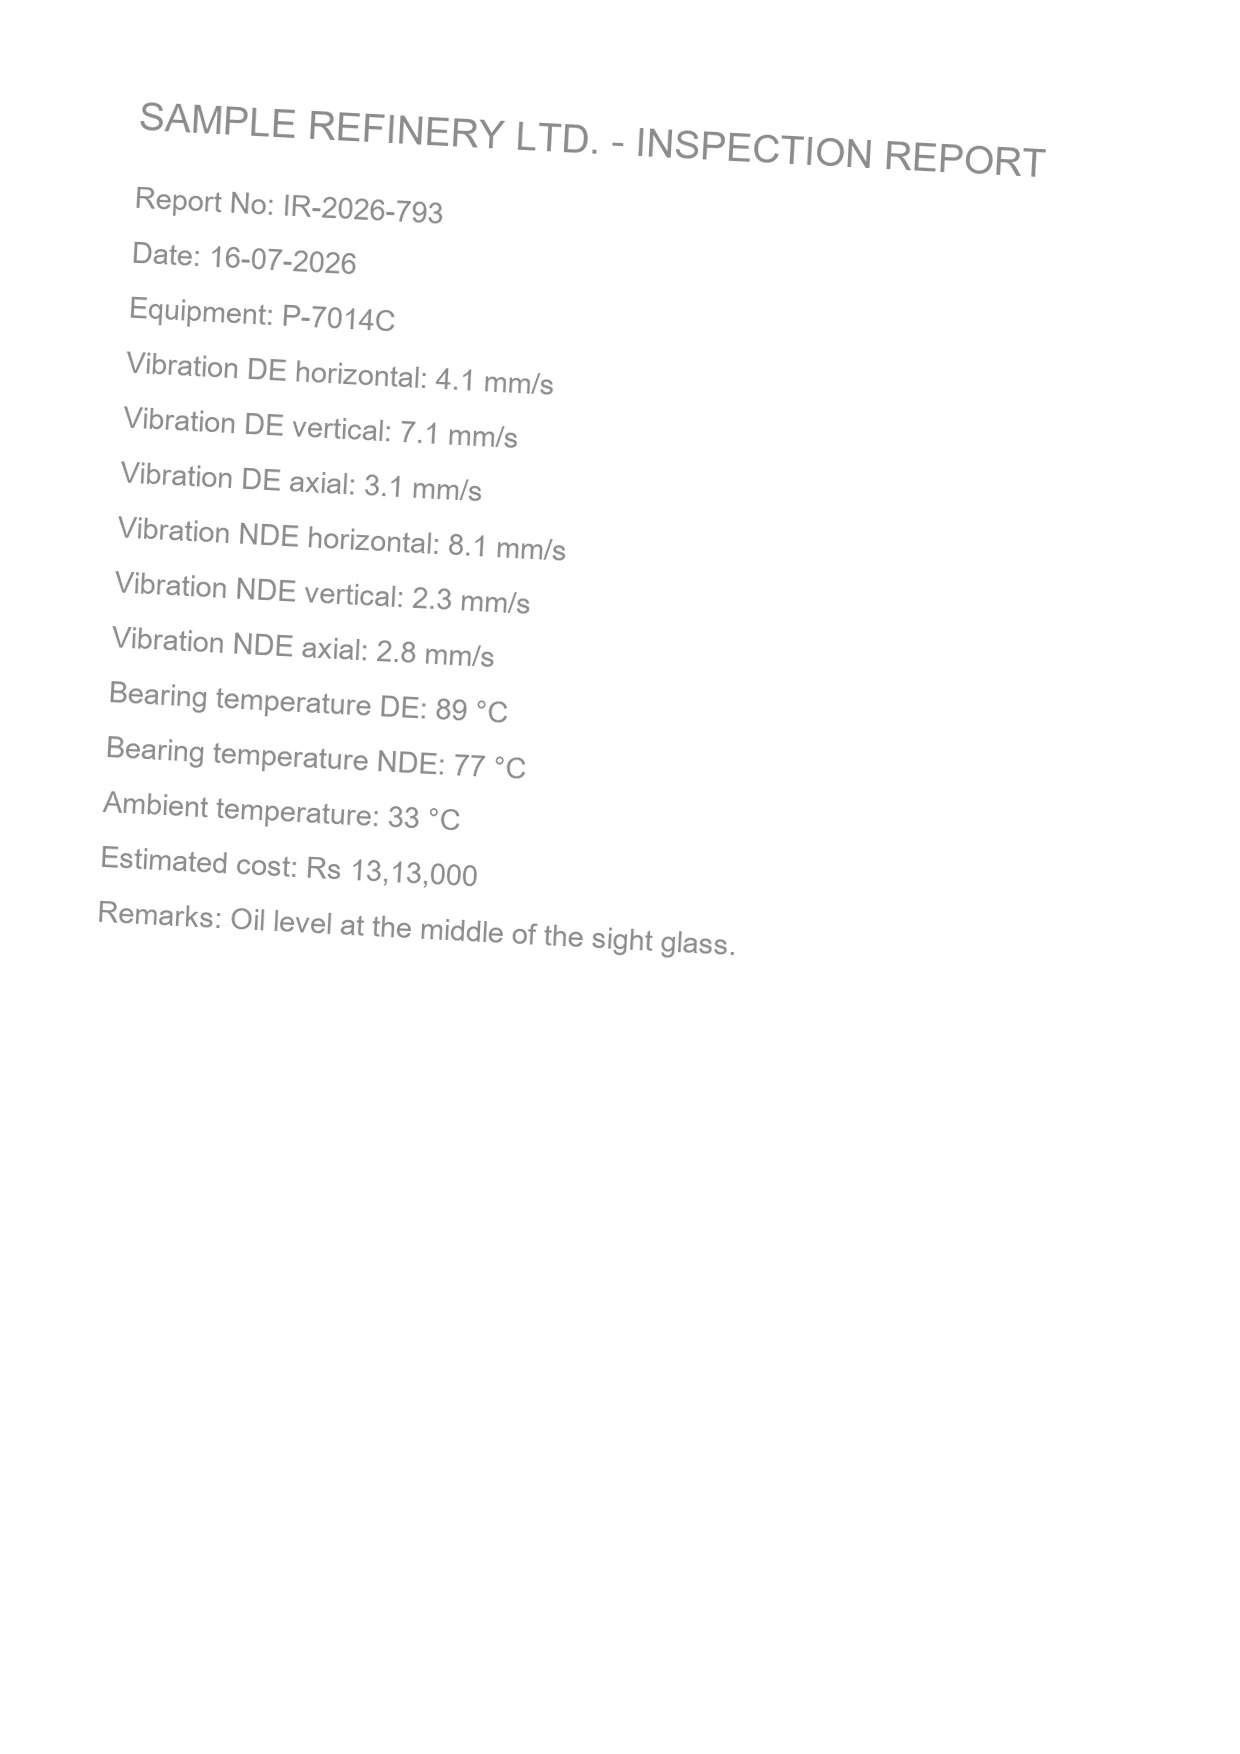 SAMPLE REFINERY LTD. - INSPECTION REPORT
Report No: IR-2026-793
Date: 16-07-2026
Equipment: P-7014C
Vibration DE horizontal: 4.1 mm/s
Vibration DE vertical: 7.1 mm/s
Vibration DE axial: 3.1 mm/s
Vibration NDE horizontal: 8.1 mm/s
Vibration NDE vertical: 2.3 mm/s
Vibration NDE axial: 2.8 mm/s
Bearing temperature DE: 89 °C
Bearing temperature NDE: 77 °C
Ambient temperature: 33 °C
Estimated cost: Rs 13,13,000
Remarks: Oil level at the middle of the sight glass.